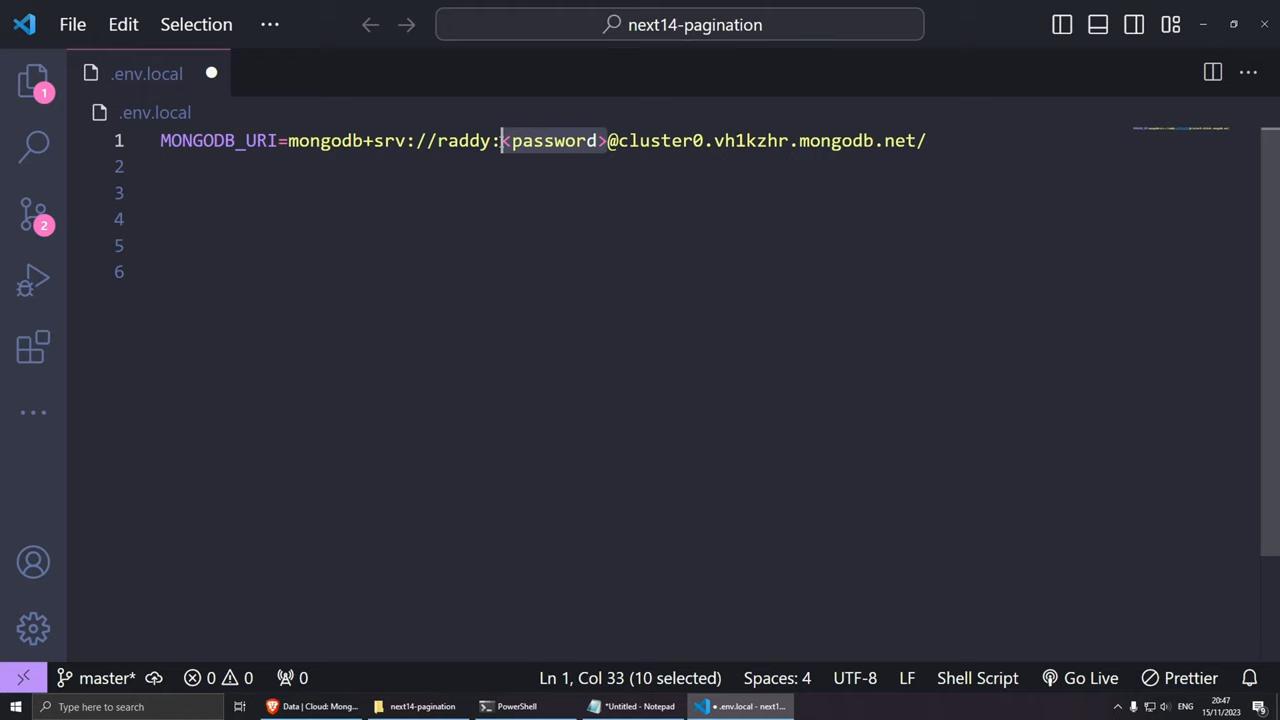 File Edit Selection ··· next14-pagination
.env.local
.env.local
1 MONGODB_URI=mongodb+srv://raddy:<password>@cluster0.vh1kzhr.mongodb.net/
2
3
4
5
6
1
2
master* 0 0 0 Ln 1, Col 33 (10 selected) Spaces: 4 UTF-8 LF Shell Script Go Live Prettier
Type here to search Data | Cloud: Mong... next14-pagination PowerShell *Untitled - Notepad ● .env.local - next1... ENG 20:47
15/11/2023